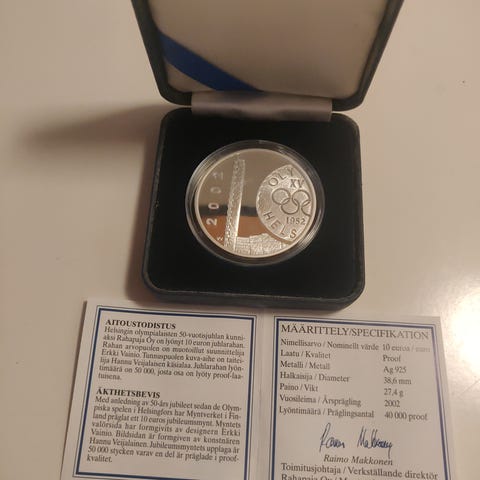 2002
OLY
XV
1952
HELS
AITOUSTODISTUS
Helsingin olympialaisten 50-vuotisjuhlan kunni-
aksi Rahapaja Oy on lyönyt 10 euron juhlarahan.
Rahan arvopuolen on muotoillut suunnittelija
Erkki Vainio. Tunnuspuolen kuva-aihe on taitei-
lija Hannu Veijalaisen käsialaa. Juhlarahan lyönti-
määrä on 50 000, josta osa on lyöty proof-laa-
tuisena.
ÄKTHETSBEVIS
Med anledning av 50-års jubileet sedan de Olym-
piska spelen i Helsingfors har Myntverket i Fin-
land präglat ett 10 euros jubileumsmynt. Myntets
valörsida har formgivits av designern Erkki
Vainio. Bildsidan är formgiven av konstnären
Hannu Veijalainen. Jubileumsmyntets upplaga är
50 000 stycken varav en del är präglade i proof-
kvalitet.
MÄÄRITTELY/SPECIFIKATION
Nimellisarvo / Nominellt värde 10 euroa / euro
Laatu / Kvalitet Proof
Metalli / Metall Ag 925
Halkaisija / Diameter 38,6 mm
Paino / Vikt 27,4 g
Vuosileima / Årsprägling 2002
Lyöntimäärä / Präglingsantal 40 000 proof
Raimo Makkonen
Raimo Makkonen
Toimitusjohtaja / Verkställande direktör
Rahapaja Oy